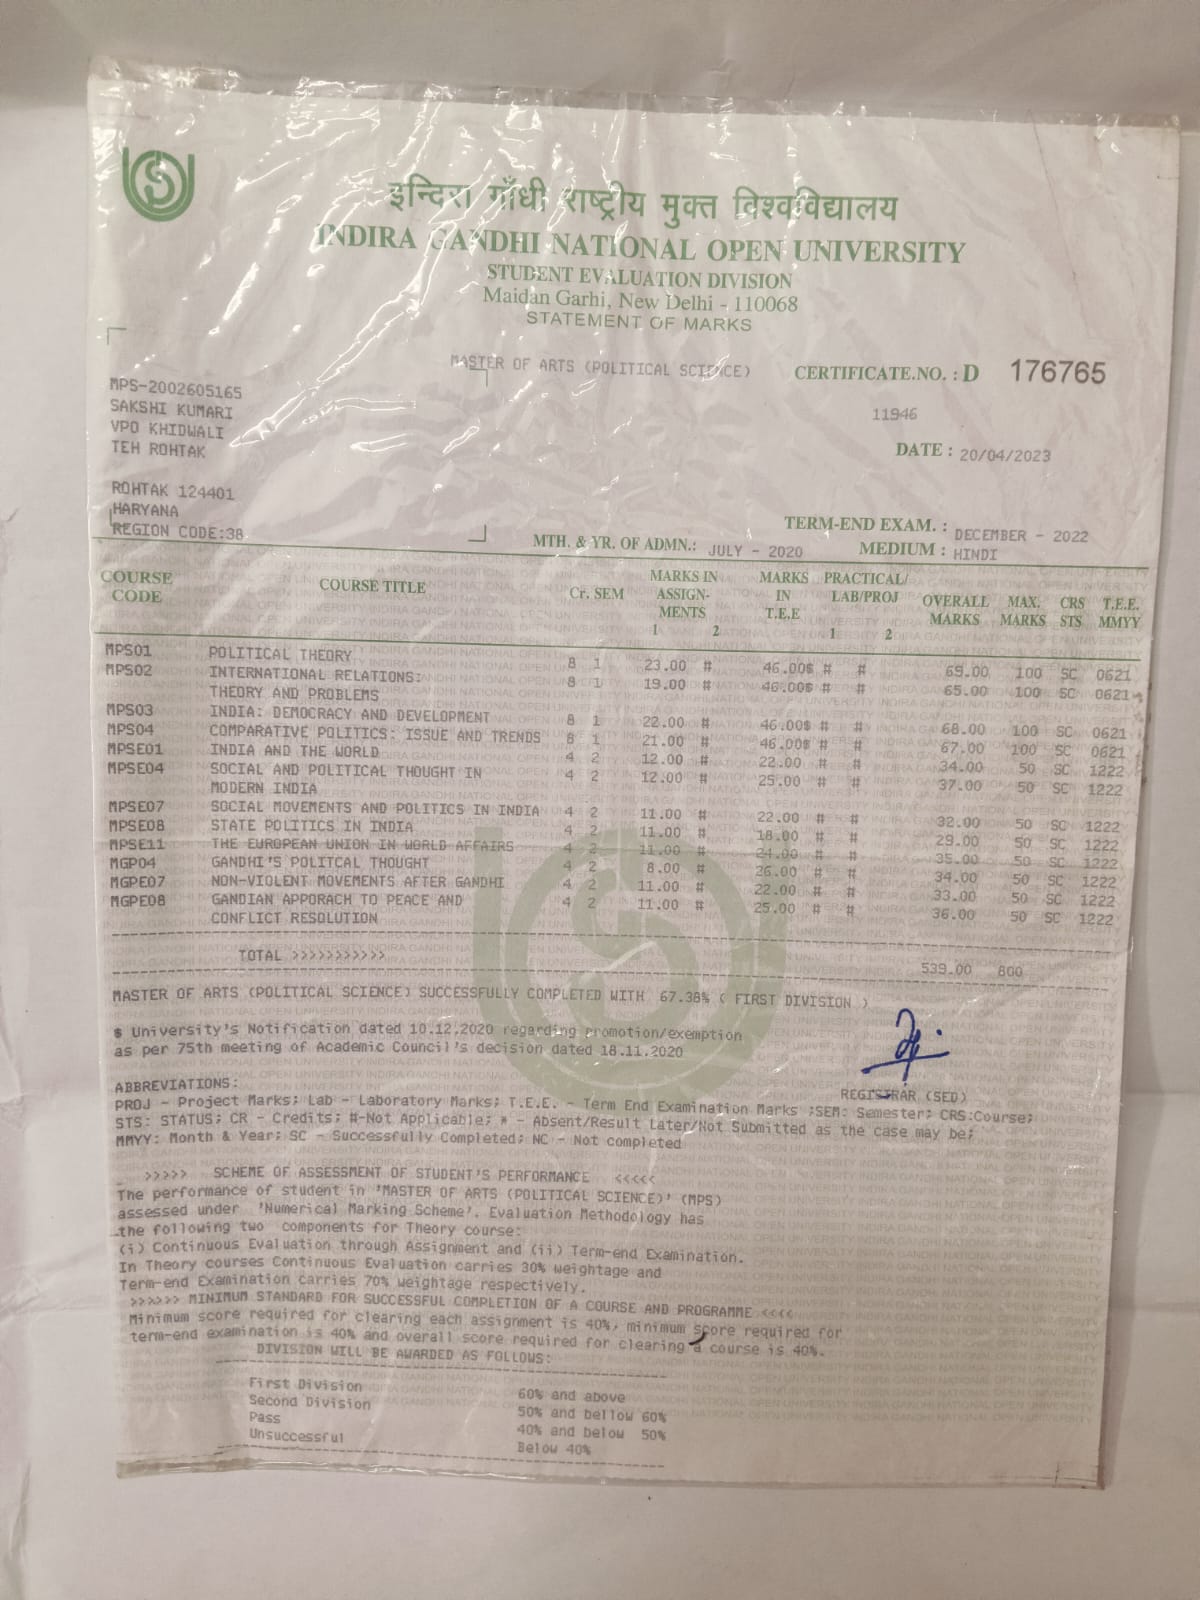 इन्दिरा गाँधी राष्ट्रीय मुक्त विश्वविद्यालय
INDIRA GANDHI NATIONAL OPEN UNIVERSITY
STUDENT EVALUATION DIVISION
Maidan Garhi, New Delhi - 110068
STATEMENT OF MARKS
MASTER OF ARTS (POLITICAL SCIENCE)
CERTIFICATE.NO. : D 176765
11946
DATE : 20/04/2023
MPS-2002605165
SAKSHI KUMARI
VPO KHIDWALI
TEH ROHTAK
ROHTAK 124401
HARYANA
REGION CODE:38
TERM-END EXAM. : DECEMBER - 2022
MTH. & YR. OF ADMN.: JULY - 2020 MEDIUM : HINDI
COURSE CODE COURSE TITLE Cr. SEM MARKS IN ASSIGN-MENTS 1 2 MARKS IN T.E.E PRACTICAL/ LAB/PROJ 1 2 OVERALL MARKS MAX. MARKS CRS STS T.E.E. MMYY
MPS01 POLITICAL THEORY 8 1 23.00 # 46.00$ # # 69.00 100 SC 0621
MPS02 INTERNATIONAL RELATIONS: 8 1 19.00 # 46.00$ # # 65.00 100 SC 0621
THEORY AND PROBLEMS
MPS03 INDIA: DEMOCRACY AND DEVELOPMENT 8 1 22.00 # 46.00$ # # 68.00 100 SC 0621
MPS04 COMPARATIVE POLITICS: ISSUE AND TRENDS 8 1 21.00 # 46.00$ # # 67.00 100 SC 0621
MPSE01 INDIA AND THE WORLD 4 2 12.00 # 22.00 # # 34.00 50 SC 1222
MPSE04 SOCIAL AND POLITICAL THOUGHT IN 4 2 12.00 # 25.00 # # 37.00 50 SC 1222
MODERN INDIA
MPSE07 SOCIAL MOVEMENTS AND POLITICS IN INDIA 4 2 11.00 # 22.00 # # 32.00 50 SC 1222
MPSE08 STATE POLITICS IN INDIA 4 2 11.00 # 18.00 # # 29.00 50 SC 1222
MPSE11 THE EUROPEAN UNION IN WORLD AFFAIRS 4 2 11.00 # 24.00 # # 35.00 50 SC 1222
MGP04 GANDHI'S POLITCAL THOUGHT 4 2 8.00 # 26.00 # # 34.00 50 SC 1222
MGPE07 NON-VIOLENT MOVEMENTS AFTER GANDHI 4 2 11.00 # 22.00 # # 33.00 50 SC 1222
MGPE08 GANDIAN APPORACH TO PEACE AND 4 2 11.00 # 25.00 # # 36.00 50 SC 1222
CONFLICT RESOLUTION
TOTAL >>>>>>>>>>> 539.00 800
MASTER OF ARTS (POLITICAL SCIENCE) SUCCESSFULLY COMPLETED WITH 67.38% ( FIRST DIVISION )
$ University's Notification dated 10.12.2020 regarding promotion/exemption
as per 75th meeting of Academic Council's decision dated 18.11.2020
REGISTRAR (SED)
ABBREVIATIONS:
PROJ - Project Marks; Lab - Laboratory Marks; T.E.E. - Term End Examination Marks ;SEM: Semester; CRS:Course;
STS: STATUS; CR - Credits; #-Not Applicable; * - Absent/Result Later/Not Submitted as the case may be;
MMYY: Month & Year; SC - Successfully Completed; NC - Not completed
>>>>> SCHEME OF ASSESSMENT OF STUDENT'S PERFORMANCE <<<<<
The performance of student in 'MASTER OF ARTS (POLITICAL SCIENCE)' (MPS)
assessed under 'Numerical Marking Scheme'. Evaluation Methodology has
the following two components for Theory course:
(i) Continuous Evaluation through Assignment and (ii) Term-end Examination.
In Theory courses Continuous Evaluation carries 30% weightage and
Term-end Examination carries 70% weightage respectively.
>>>>>> MINIMUM STANDARD FOR SUCCESSFUL COMPLETION OF A COURSE AND PROGRAMME <<<<
Minimum score required for clearing each assignment is 40%, minimum score required for
term-end examination is 40% and overall score required for clearing a course is 40%.
DIVISION WILL BE AWARDED AS FOLLOWS:
First Division 60% and above
Second Division 50% and bellow 60%
Pass 40% and below 50%
Unsuccessful Below 40%